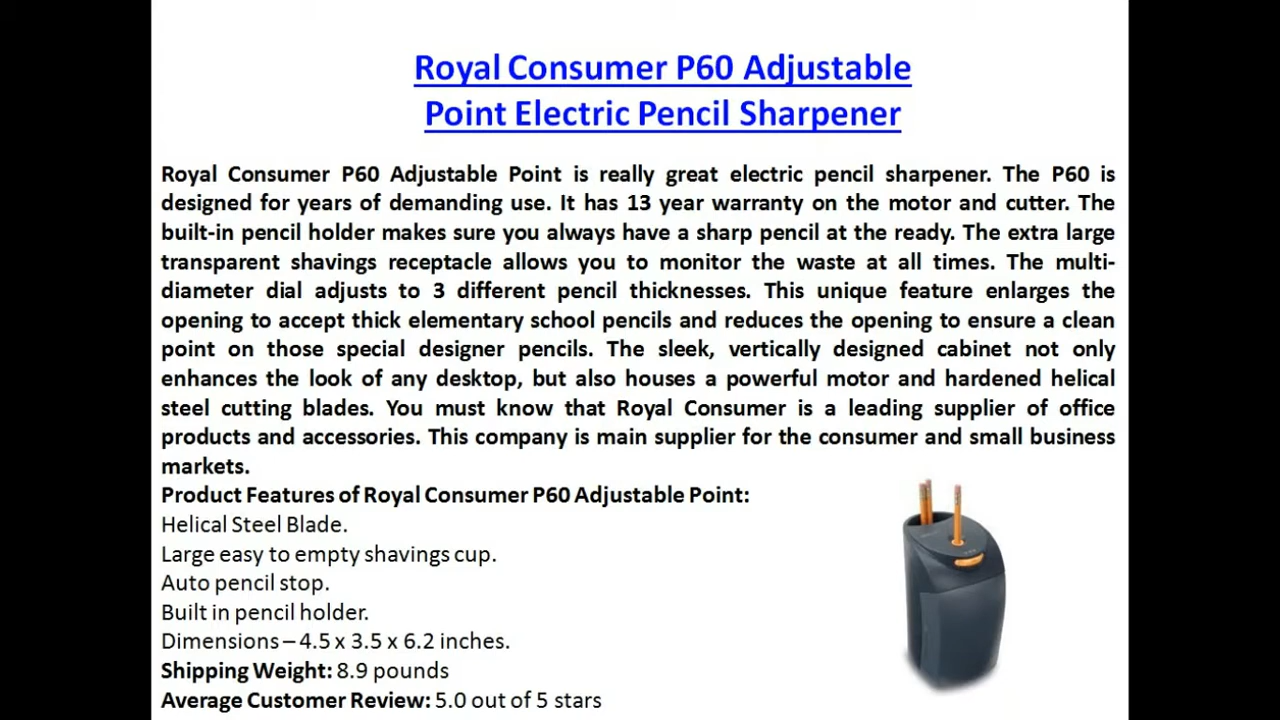 Royal Consumer P60 Adjustable
Point Electric Pencil Sharpener
Royal Consumer P60 Adjustable Point is really great electric pencil sharpener. The P60 is
designed for years of demanding use. It has 13 year warranty on the motor and cutter. The
built-in pencil holder makes sure you always have a sharp pencil at the ready. The extra large
transparent shavings receptacle allows you to monitor the waste at all times. The multi-
diameter dial adjusts to 3 different pencil thicknesses. This unique feature enlarges the
opening to accept thick elementary school pencils and reduces the opening to ensure a clean
point on those special designer pencils. The sleek, vertically designed cabinet not only
enhances the look of any desktop, but also houses a powerful motor and hardened helical
steel cutting blades. You must know that Royal Consumer is a leading supplier of office
products and accessories. This company is main supplier for the consumer and small business
markets.
Product Features of Royal Consumer P60 Adjustable Point:
Helical Steel Blade.
Large easy to empty shavings cup.
Auto pencil stop.
Built in pencil holder.
Dimensions – 4.5 x 3.5 x 6.2 inches.
Shipping Weight: 8.9 pounds
Average Customer Review: 5.0 out of 5 stars